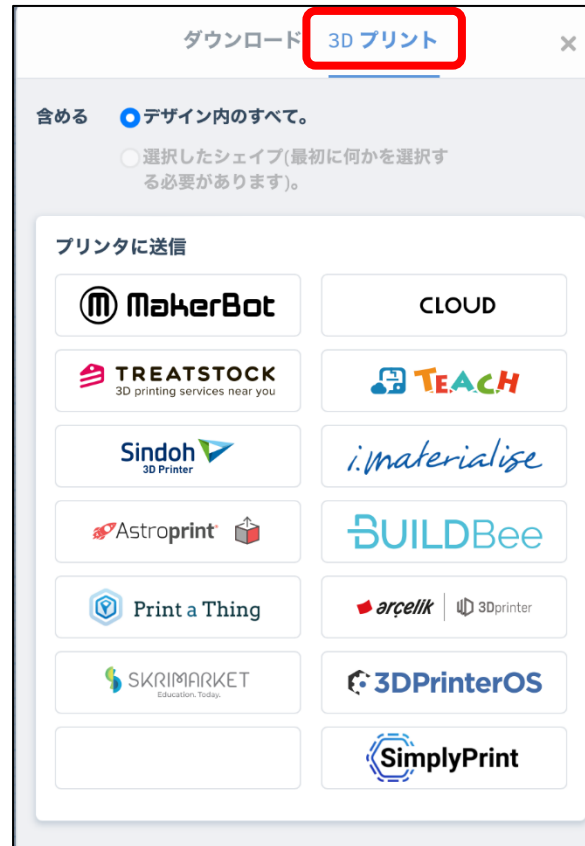 ダウンロード 3D プリント ×
含める デザイン内のすべて。
選択したシェイプ(最初に何かを選択す
る必要があります)。
プリンタに送信
MakerBot CLOUD
TREATSTOCK
3D printing services near you
T.E.A.C.H
Sindoh
3D Printer
i.materialise
Astroprint BUILDBee
Print a Thing arçelik 3Dprinter
SKRIMARKET
Education. Today.
3DPrinterOS
SimplyPrint